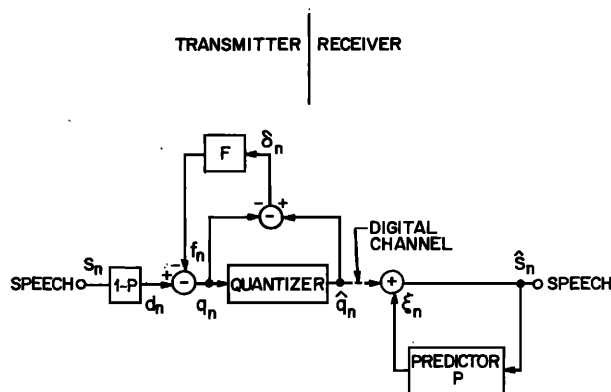 TRANSMITTER RECEIVER
F
δn
- +
-
DIGITAL
CHANNEL
fn
SPEECH Sn
1-P
dn
+ -
-
qn
QUANTIZER
q̂n
+
ξn
ŝn SPEECH
PREDICTOR
P